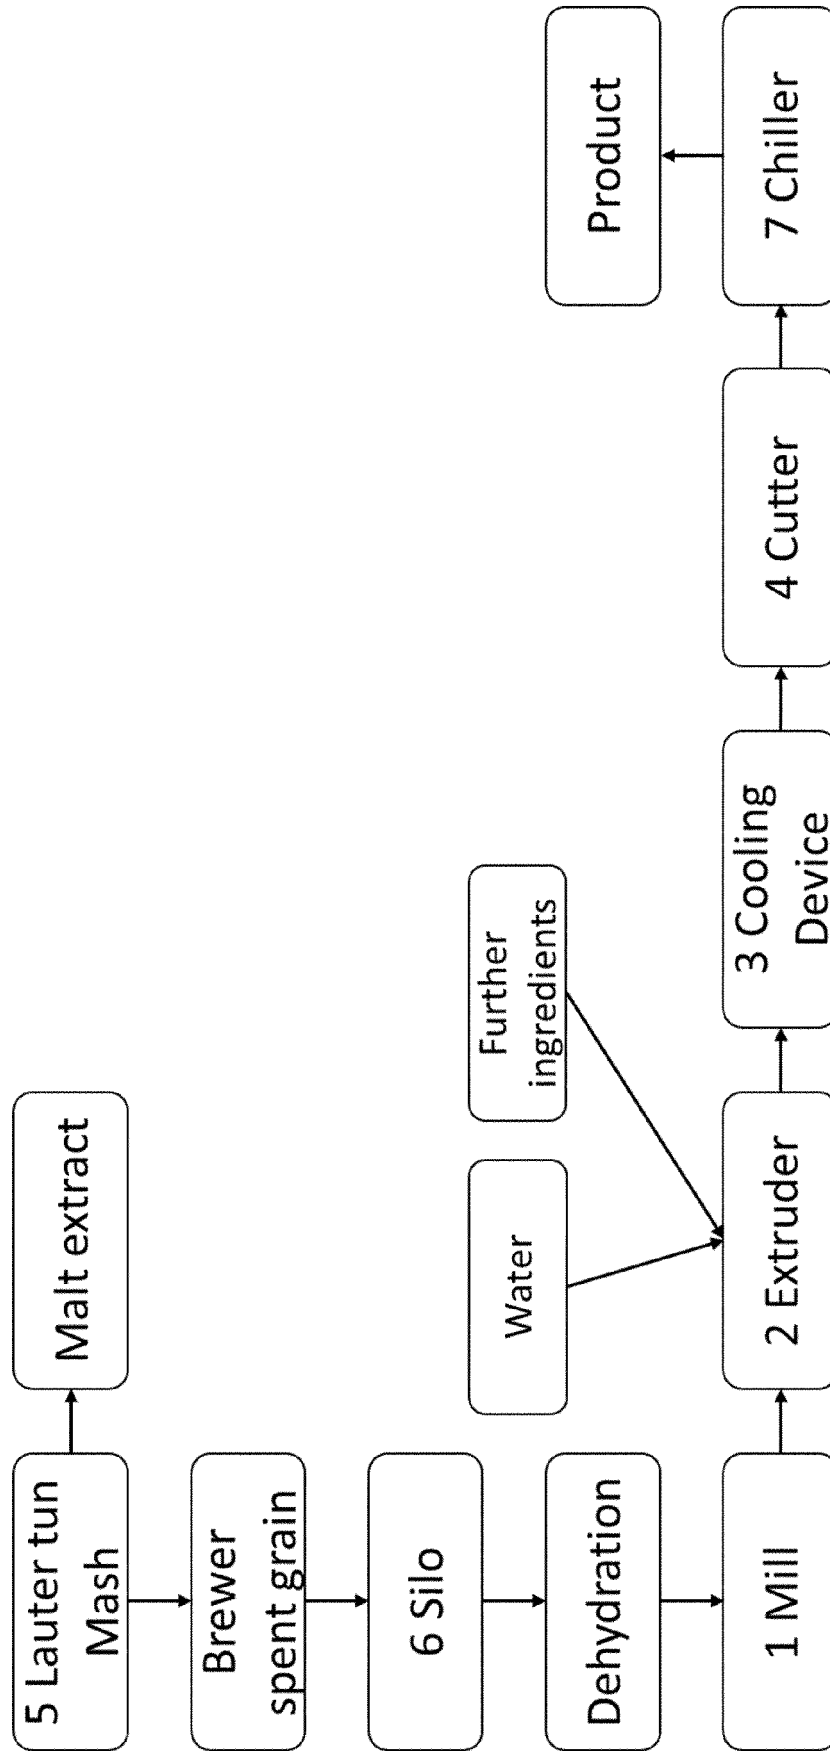 5 Lauter tun
Mash
Malt extract
Brewer
spent grain
6 Silo
Dehydration
1 Mill
Water
Further
ingredients
2 Extruder
3 Cooling
Device
4 Cutter
7 Chiller
Product